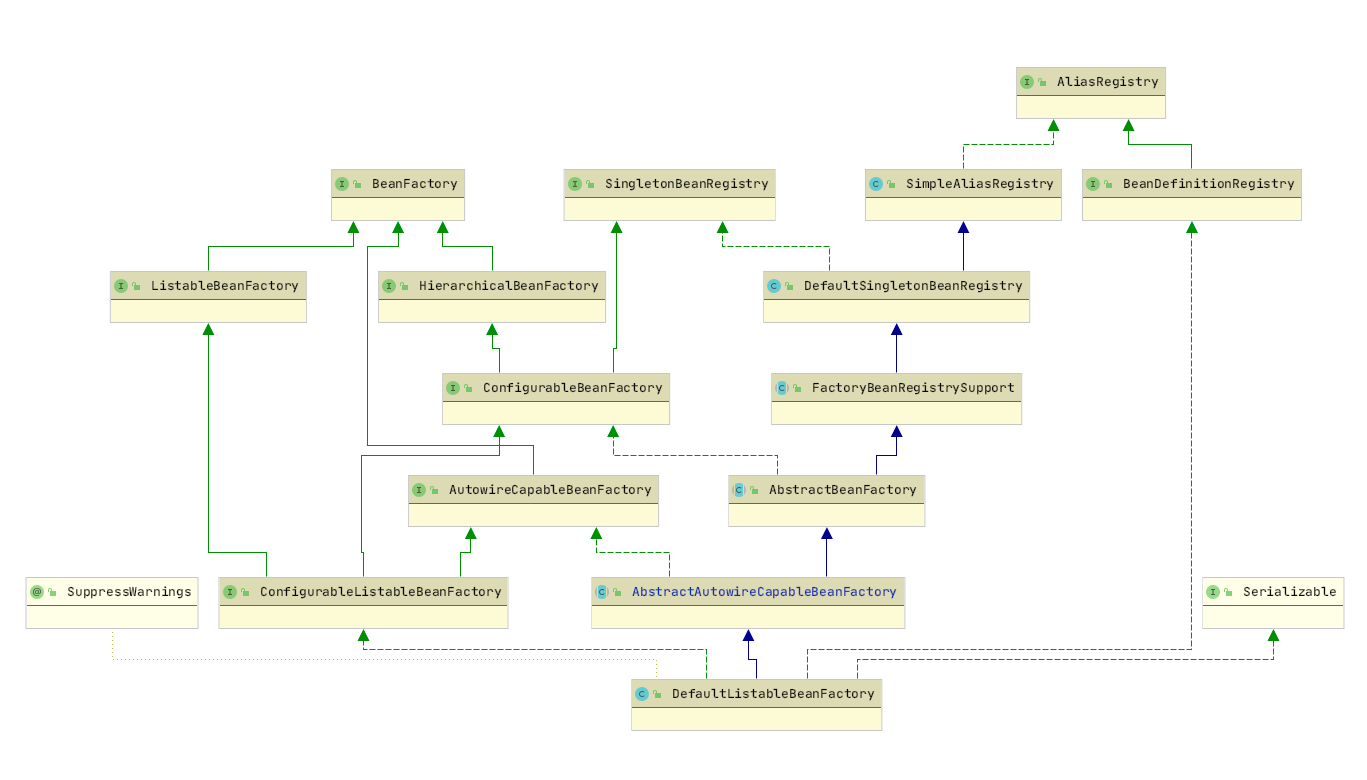 AliasRegistry
BeanFactory
SingletonBeanRegistry
SimpleAliasRegistry
BeanDefinitionRegistry
ListableBeanFactory
HierarchicalBeanFactory
DefaultSingletonBeanRegistry
ConfigurableBeanFactory
FactoryBeanRegistrySupport
AutowireCapableBeanFactory
AbstractBeanFactory
SuppressWarnings
ConfigurableListableBeanFactory
AbstractAutowireCapableBeanFactory
Serializable
DefaultListableBeanFactory